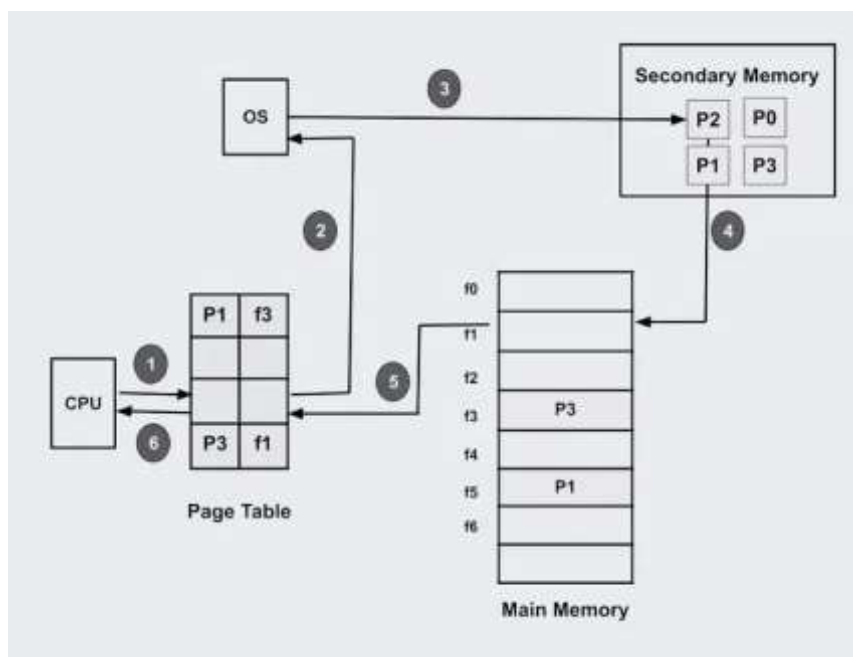 Secondary Memory
3
OS
P2 P0
P1 P3
2
4
f0
P1 f3
f1
1
5
f2
CPU
f3 P3
6
P3 f1
f4
f5 P1
Page Table
f6
Main Memory